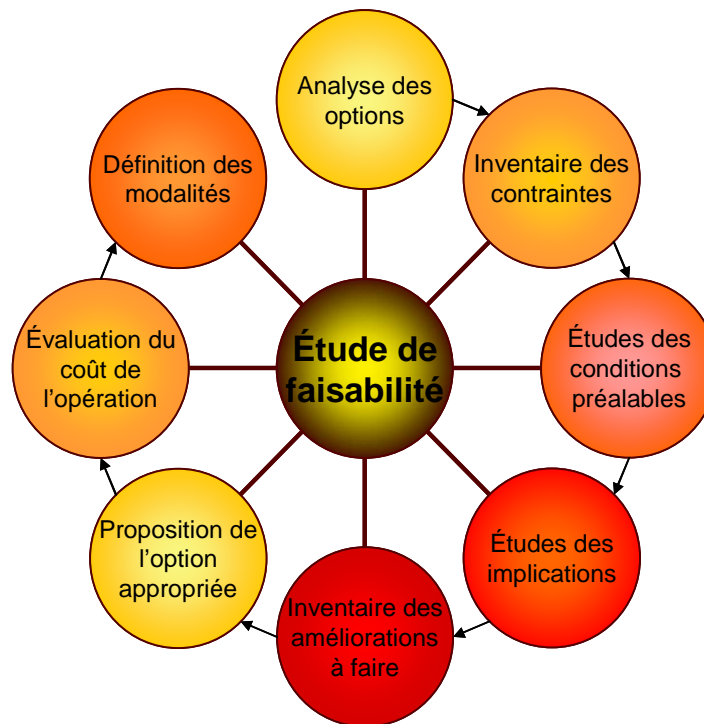 Analyse des
options
Inventaire des
contraintes
Études des
conditions
préalables
Études des
implications
Inventaire des
améliorations
à faire
Proposition de
l'option
appropriée
Évaluation du
coût de
l'opération
Définition des
modalités
Étude de
faisabilité